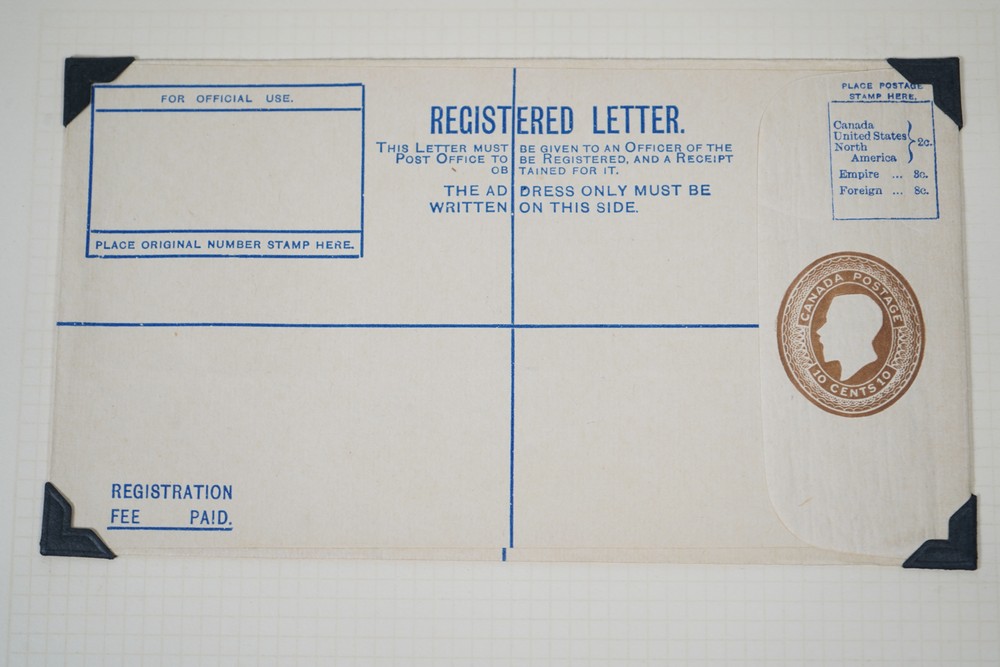 FOR OFFICIAL USE.
PLACE ORIGINAL NUMBER STAMP HERE.
REGISTERED LETTER.
THIS LETTER MUST BE GIVEN TO AN OFFICER OF THE
POST OFFICE TO BE REGISTERED, AND A RECEIPT
OBTAINED FOR IT.
THE ADDRESS ONLY MUST BE
WRITTEN ON THIS SIDE.
PLACE POSTAGE
STAMP HERE.
Canada
United States
North
America
2c.
Empire ... 3c.
Foreign ... 8c.
CANADA POSTAGE
10 CENTS 10
REGISTRATION
FEE PAID.